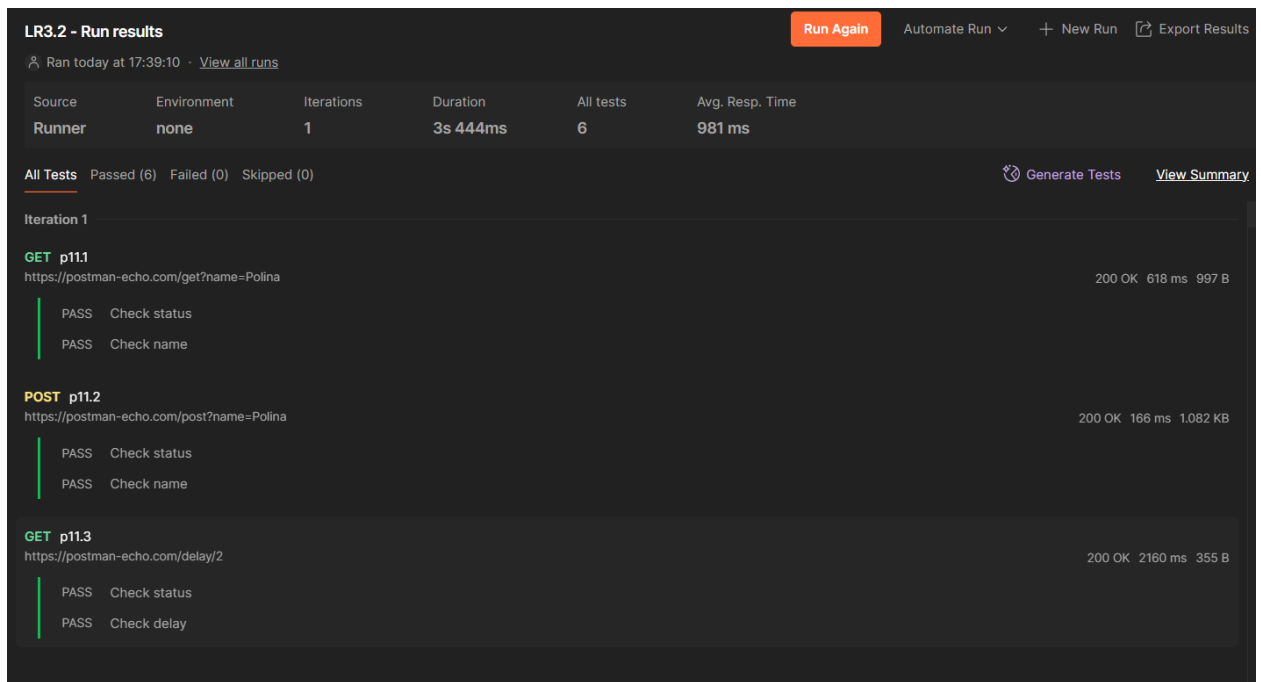 LR3.2 - Run results
Run Again
Automate Run
New Run
Export Results
Ran today at 17:39:10 · View all runs
Source Environment Iterations Duration All tests Avg. Resp. Time
Runner none 1 3s 444ms 6 981 ms
All Tests Passed (6) Failed (0) Skipped (0) Generate Tests View Summary
Iteration 1
GET p11.1
https://postman-echo.com/get?name=Polina
200 OK 618 ms 997 B
PASS Check status
PASS Check name
POST p11.2
https://postman-echo.com/post?name=Polina
200 OK 166 ms 1.082 KB
PASS Check status
PASS Check name
GET p11.3
https://postman-echo.com/delay/2
200 OK 2160 ms 355 B
PASS Check status
PASS Check delay